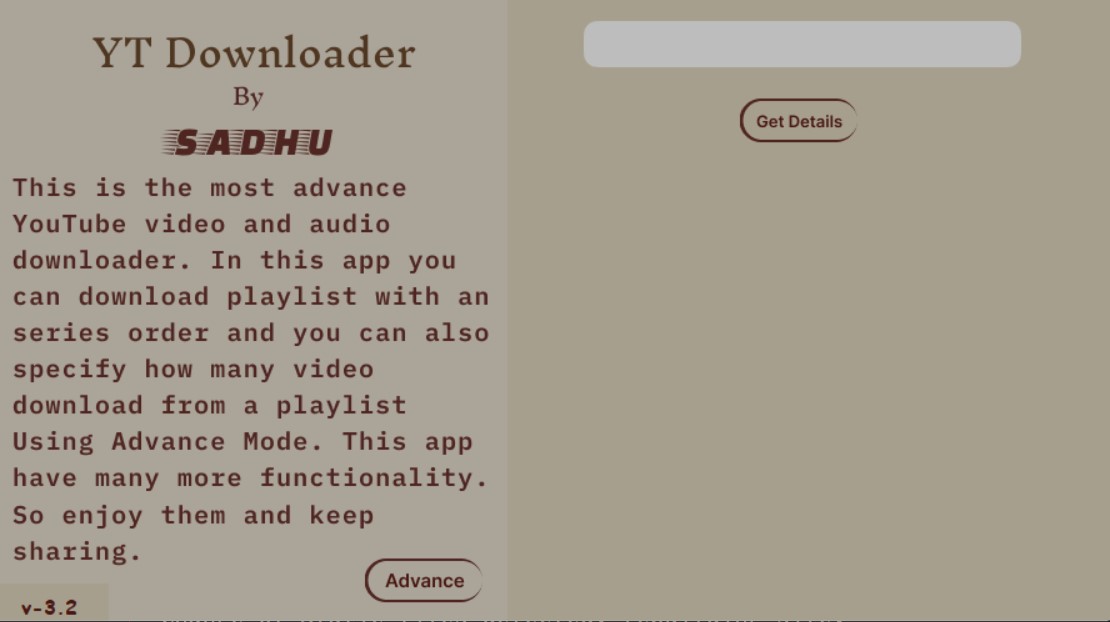 YT Downloader
By
SADHU
This is the most advance
YouTube video and audio
downloader. In this app you
can download playlist with an
series order and you can also
specify how many video
download from a playlist
Using Advance Mode. This app
have many more functionality.
So enjoy them and keep
sharing.
Advance
v-3.2
Get Details